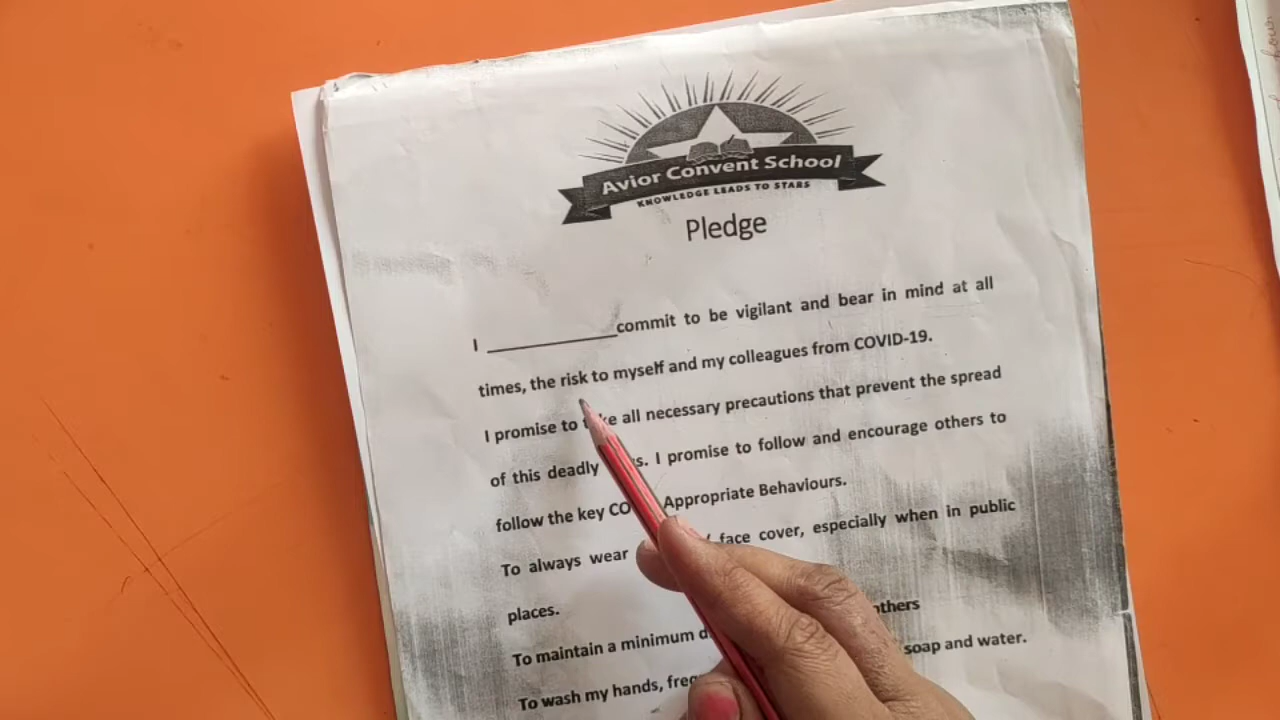 Avior Convent School
KNOWLEDGE LEADS TO STARS
Pledge
I ____________commit to be vigilant and bear in mind at all
times, the risk to myself and my colleagues from COVID-19.
I promise to all necessary precautions that prevent the spread
of this deadly I promise to follow and encourage others to
follow the key Appropriate Behaviours.
To always wear face cover, especially when in public
places.
To maintain a minimum others
To wash my hands, soap and water.